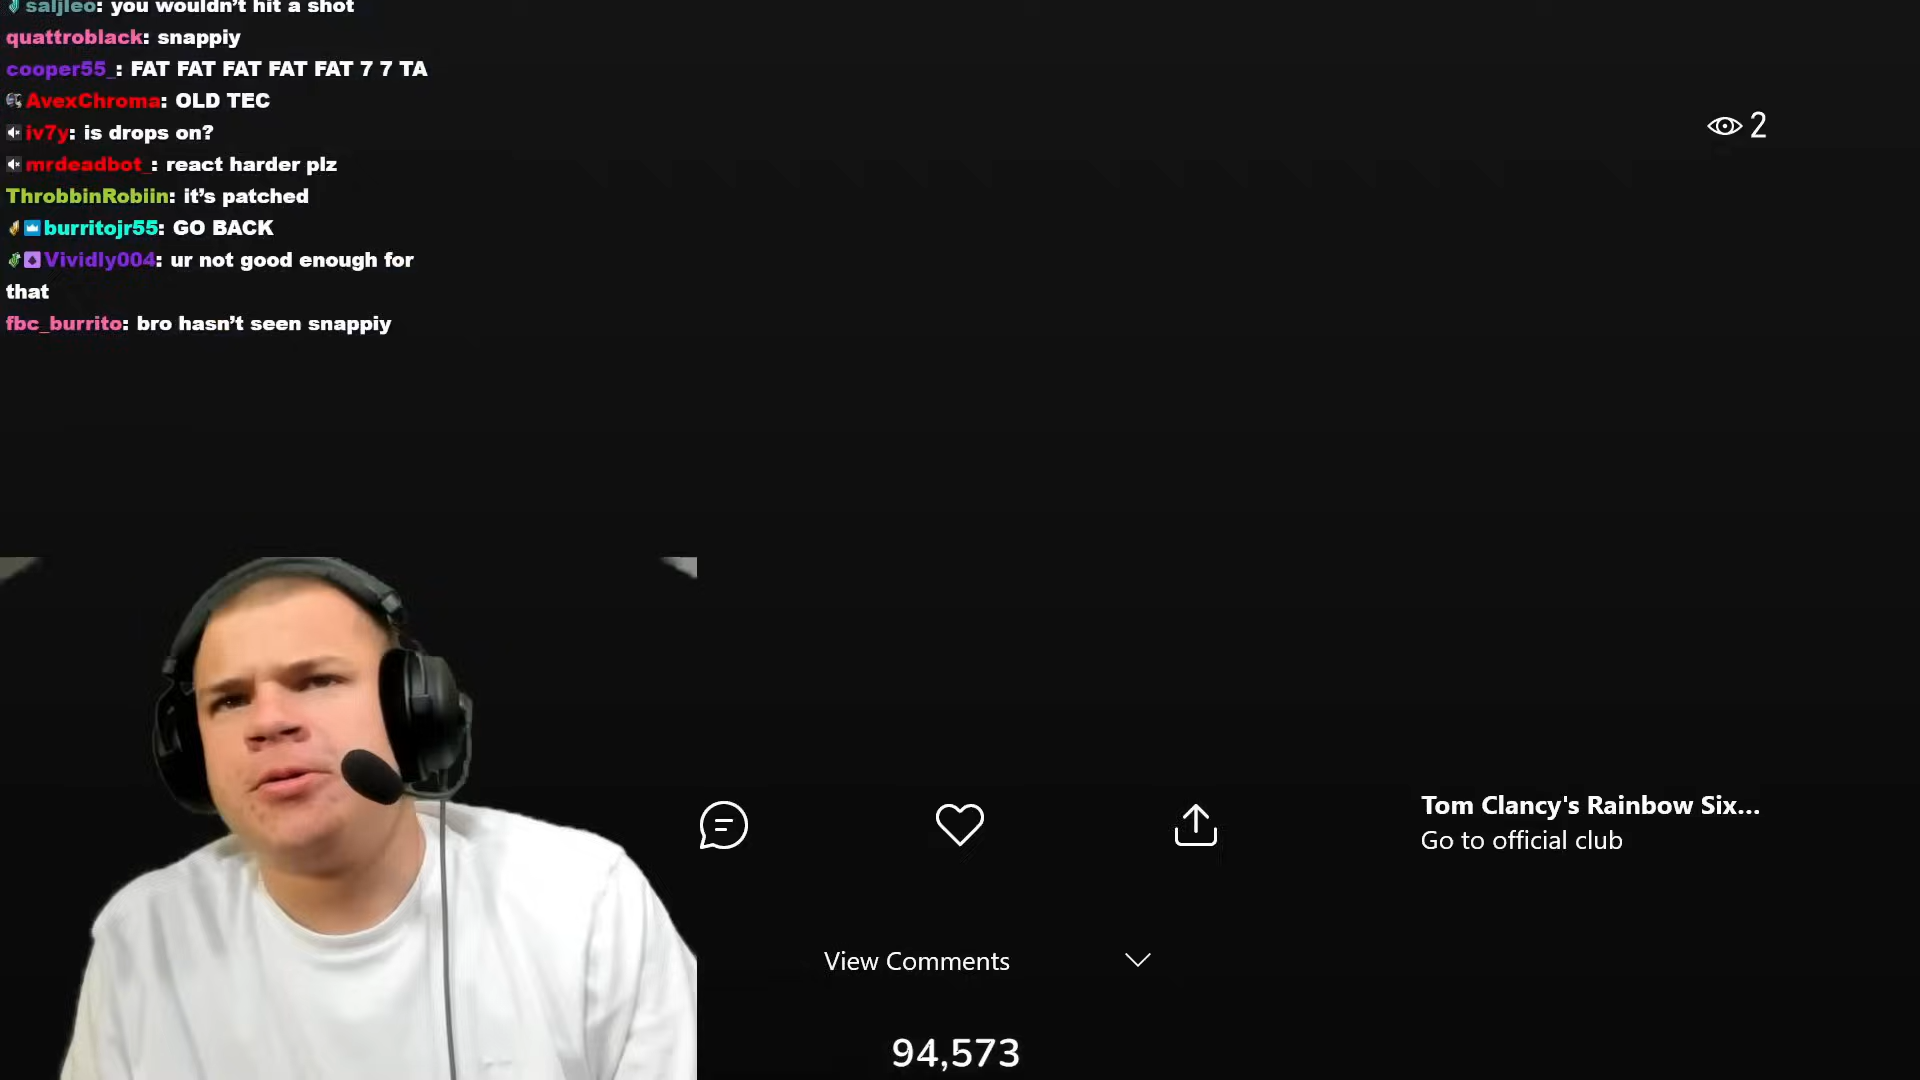 saljleo: you wouldn't hit a shot
quattroblack: snappiy
cooper55_: FAT FAT FAT FAT FAT 7 7 TA
AvexChroma: OLD TEC
iv7y: is drops on?
mrdeadbot_: react harder plz
ThrobbinRobiin: it's patched
burritojr55: GO BACK
Vividly004: ur not good enough for
that
fbc_burrito: bro hasn't seen snappiy
2
Tom Clancy's Rainbow Six...
Go to official club
View Comments
94,573